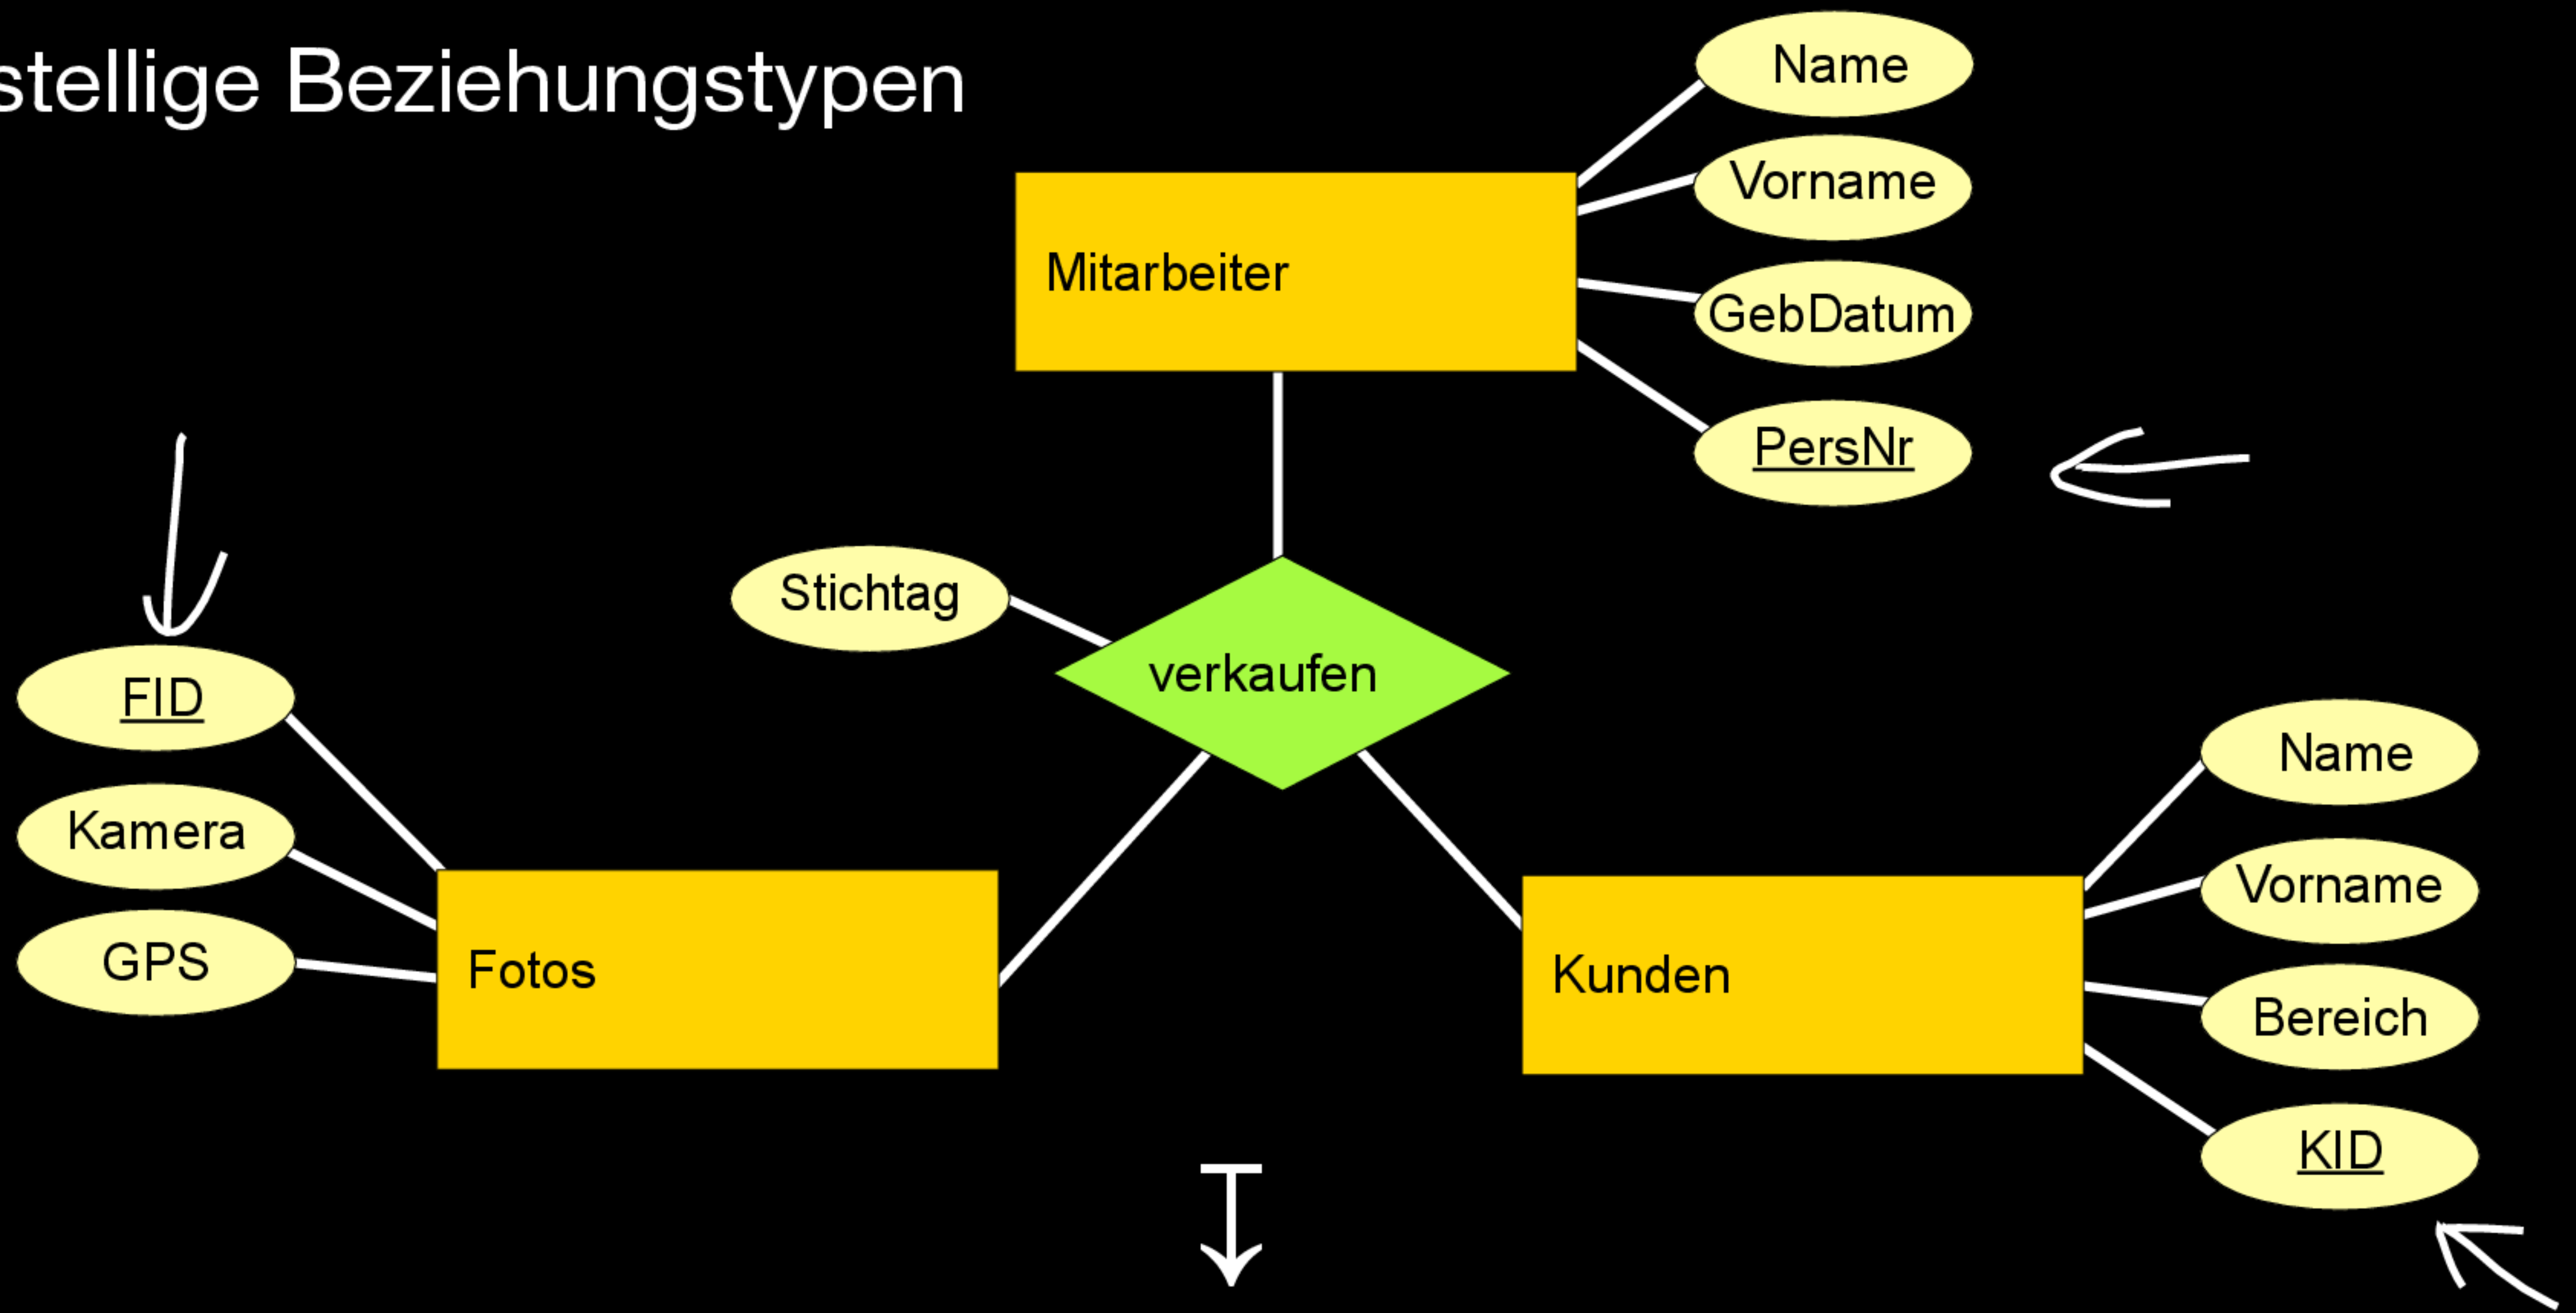 stellige Beziehungstypen
Name
Vorname
GebDatum
PersNr
Mitarbeiter
Stichtag
verkaufen
FID
Kamera
GPS
Fotos
Kunden
Name
Vorname
Bereich
KID